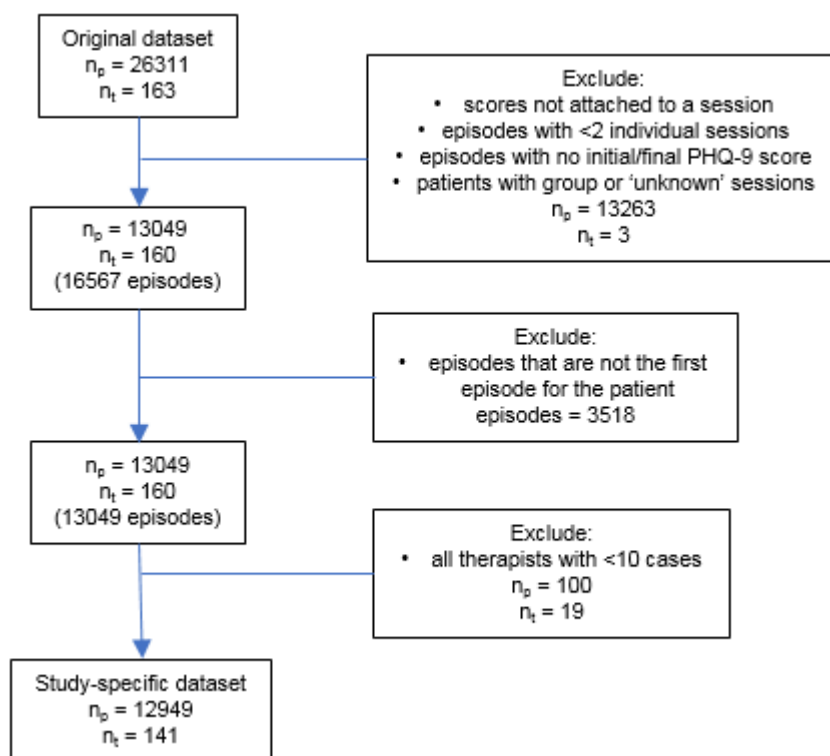 Original dataset
nₚ = 26311
nₜ = 163
Exclude:
• scores not attached to a session
• episodes with <2 individual sessions
• episodes with no initial/final PHQ-9 score
• patients with group or ‘unknown’ sessions
nₚ = 13263
nₜ = 3
nₚ = 13049
nₜ = 160
(16567 episodes)
Exclude:
• episodes that are not the first
episode for the patient
episodes = 3518
nₚ = 13049
nₜ = 160
(13049 episodes)
Exclude:
• all therapists with <10 cases
nₚ = 100
nₜ = 19
Study-specific dataset
nₚ = 12949
nₜ = 141